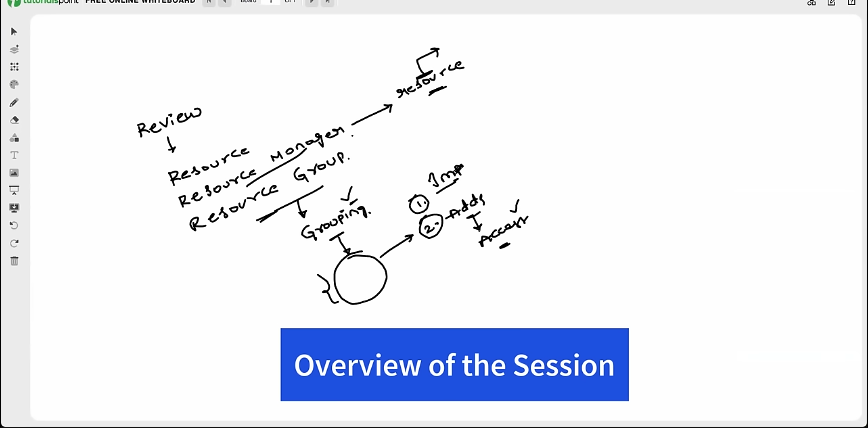 tutorialspoint FREE ONLINE WHITEBOARD
Resource
Review
Resource
Resource Manager.
Resource Group.
Imp
1.
2. Adds
Grouping.
Access
Overview of the Session